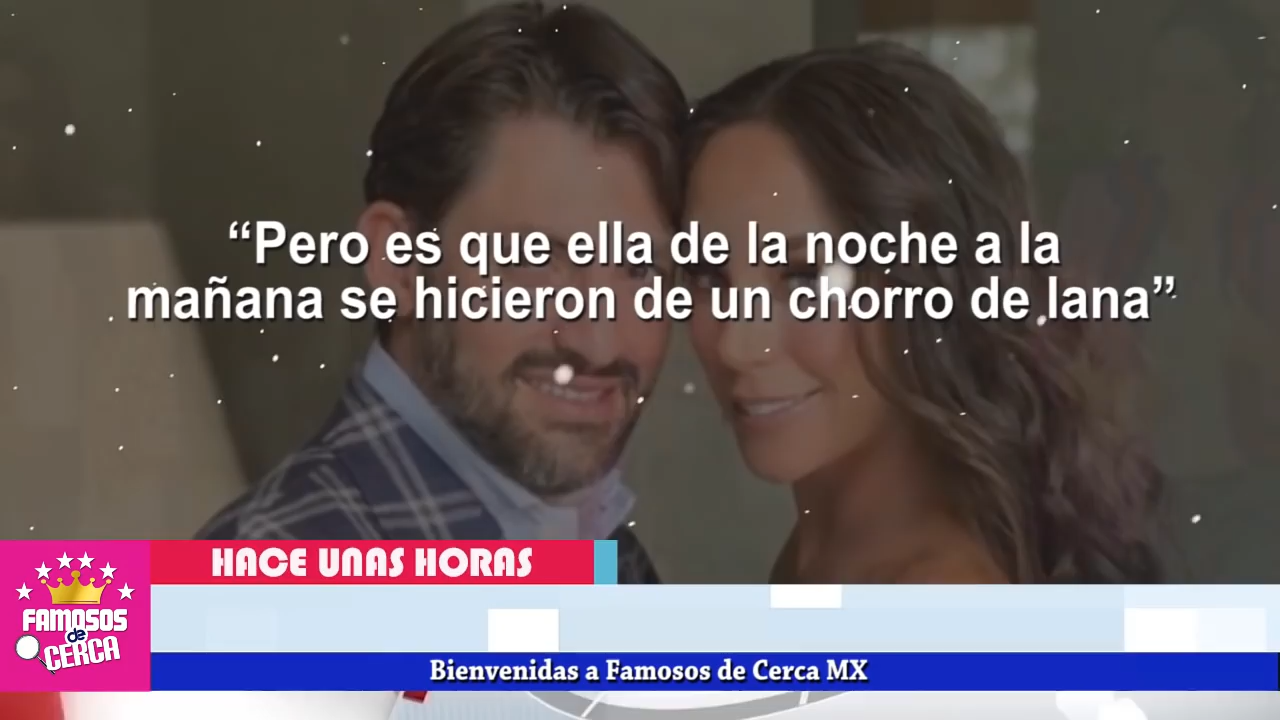 “Pero es que ella de la noche a la
mañana se hicieron de un chorro de lana”
HACE UNAS HORAS
FAMOSOS
de
CERCA
Bienvenidas a Famosos de Cerca MX